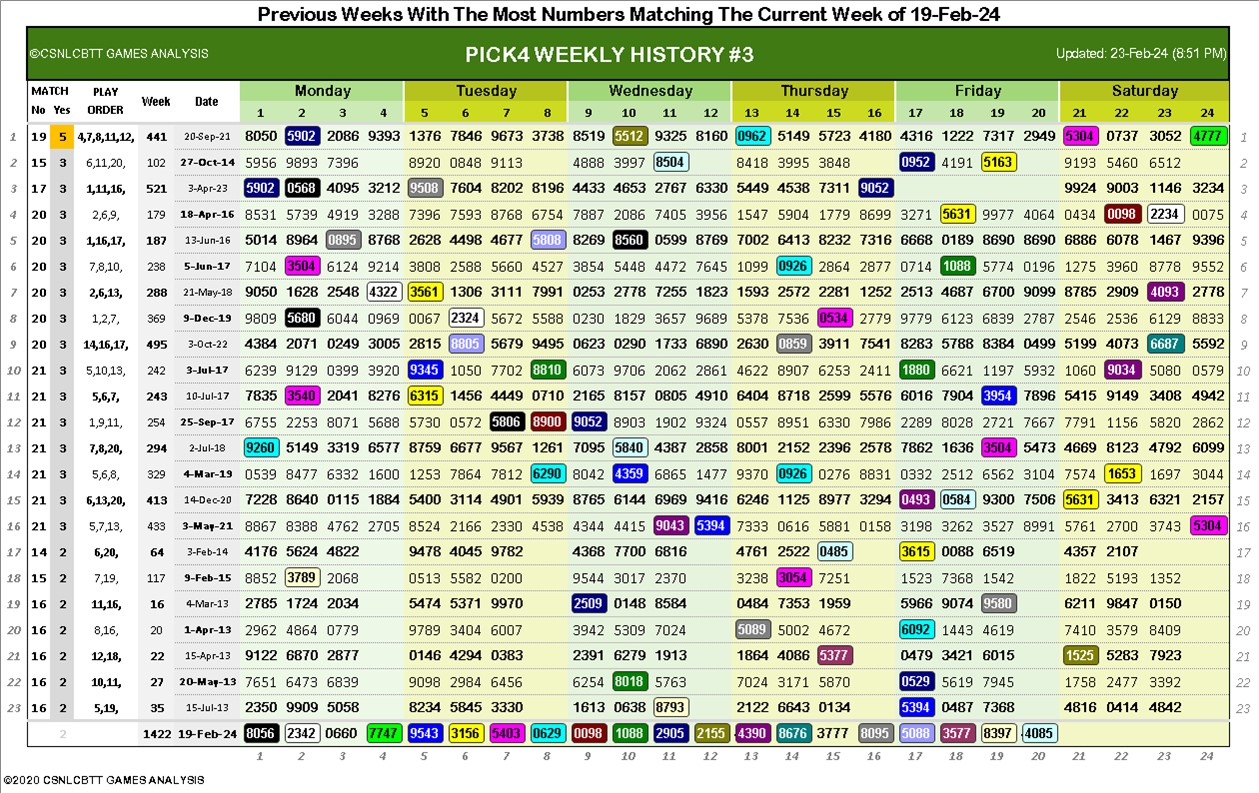 Previous Weeks With The Most Numbers Matching The Current Week of 19-Feb-24
©CSNLCBTT GAMES ANALYSIS PICK4 WEEKLY HISTORY #3 Updated: 23-Feb-24 (8:51 PM)
MATCH PLAY Week Date Monday Tuesday Wednesday Thursday Friday Saturday
No Yes ORDER 1 2 3 4 5 6 7 8 9 10 11 12 13 14 15 16 17 18 19 20 21 22 23 24
1 19 5 4,7,8,11,12, 441 20-Sep-21 8050 5902 2086 9393 1376 7846 9673 3738 8519 5512 9325 8160 0962 5149 5723 4180 4316 1222 7317 2949 5304 0737 3052 4777 1
2 15 3 6,11,20, 102 27-Oct-14 5956 9893 7396 8920 0848 9113 4888 3997 8504 8418 3995 3848 0952 4191 5163 9193 5460 6512 2
3 17 3 1,11,16, 521 3-Apr-23 5902 0568 4095 3212 9508 7604 8202 8196 4433 4653 2767 6330 5449 4538 7311 9052 9924 9003 1146 3234 3
4 20 3 2,6,9, 179 18-Apr-16 8531 5739 4919 3288 7396 7593 8768 6754 7887 2086 7405 3956 1547 5904 1779 8699 3271 5631 9977 4064 0434 0098 2234 0075 4
5 20 3 1,16,17, 187 13-Jun-16 5014 8964 0895 8768 2628 4498 4677 5808 8269 8560 0599 8769 7002 6413 8232 7316 6668 0189 8690 8690 6886 6078 1467 9396 5
6 20 3 7,8,10, 238 5-Jun-17 7104 3504 6124 9214 3808 2588 5660 4527 3854 5448 4472 7645 1099 0926 2864 2877 0714 1088 5774 0196 1275 3960 8778 9552 6
7 20 3 2,6,13, 288 21-May-18 9050 1628 2548 4322 3561 1306 3111 7991 0253 2778 7255 1823 1593 2572 2281 1252 2513 4687 6700 9099 8785 2909 4093 2778 7
8 20 3 1,2,7, 369 9-Dec-19 9809 5680 6044 0969 0067 2324 5672 5588 0230 1829 3657 9689 5378 7536 0534 2779 9779 6123 6839 2787 2546 2536 6129 8833 8
9 20 3 14,16,17, 495 3-Oct-22 4384 2071 0249 3005 2815 8805 5679 9495 0623 0290 1733 6890 2630 0859 3911 7541 8283 5788 8384 0499 5199 4073 6687 5592 9
10 21 3 5,10,13, 242 3-Jul-17 6239 9129 0399 3920 9345 1050 7702 8810 6073 9706 2062 2861 4622 8907 6253 2411 1880 6621 1197 5932 1060 9034 5080 0579 10
11 21 3 5,6,7, 243 10-Jul-17 7835 3540 2041 8276 6315 1456 4449 0710 2165 8157 0805 4910 6404 8718 2599 5576 6016 7904 3954 7896 5415 9149 3408 4942 11
12 21 3 1,9,11, 254 25-Sep-17 6755 2253 8071 5688 5730 0572 5806 8900 9052 8903 1202 9324 0557 8951 6330 7986 2289 8028 2721 7667 7791 1156 5820 2862 12
13 21 3 7,8,20, 294 2-Jul-18 9260 5149 3319 6577 8759 6677 9567 1261 7095 5840 4387 2858 8001 2152 2396 2578 7862 1636 3504 5473 4669 8123 4792 6099 13
14 21 3 5,6,8, 329 4-Mar-19 0539 8477 6332 1600 1253 7864 7812 6290 8042 4359 6865 1477 9370 0926 0276 8831 0332 2512 6562 3104 7574 1653 1697 3044 14
15 21 3 6,13,20, 413 14-Dec-20 7228 8640 0115 1884 5400 3114 4901 5939 8765 6144 6969 9416 6246 1125 8977 3294 0493 0584 9300 7506 5631 3413 6321 2157 15
16 21 3 5,7,13, 433 3-May-21 8867 8388 4762 2705 8524 2166 2330 4538 4344 4415 9043 5394 7333 0616 5881 0158 3198 3262 3527 8991 5761 2700 3743 5304 16
17 14 2 6,20, 64 3-Feb-14 4176 5624 4822 9478 4045 9782 4368 7700 6816 4761 2522 0485 3615 0088 6519 4357 2107 17
18 15 2 7,19, 117 9-Feb-15 8852 3789 2068 0513 5582 0200 9544 3017 2370 3238 3054 7251 1523 7368 1542 1822 5193 1352 18
19 16 2 11,16, 16 4-Mar-13 2785 1724 2034 5474 5371 9970 2509 0148 8584 0484 7353 1959 5966 9074 9580 6211 9847 0150 19
20 16 2 8,16, 20 1-Apr-13 2962 4864 0779 9789 3404 6007 3942 5309 7024 5089 5002 4672 6092 1443 4619 7410 3579 8409 20
21 16 2 12,18, 22 15-Apr-13 9122 6870 2877 0146 4294 0383 2391 6279 1913 1864 4086 5377 0479 3421 6015 1525 5283 7923 21
22 16 2 10,11, 27 20-May-13 7651 6473 6839 9098 2984 6456 6254 8018 5763 7024 3171 5870 0529 5619 7945 1758 2477 3392 22
23 16 2 5,19, 35 15-Jul-13 2350 9909 5058 8234 5845 3330 1613 0638 8793 2122 6643 0134 5394 0487 7368 4816 0414 4842 23
2 1422 19-Feb-24 8056 2342 0660 7747 9543 3156 5403 0629 0098 1088 2905 2155 4390 8676 3777 8095 5088 3577 8397 4085
1 2 3 4 5 6 7 8 9 10 11 12 13 14 15 16 17 18 19 20 21 22 23 24
©2020 CSNLCBTT GAMES ANALYSIS